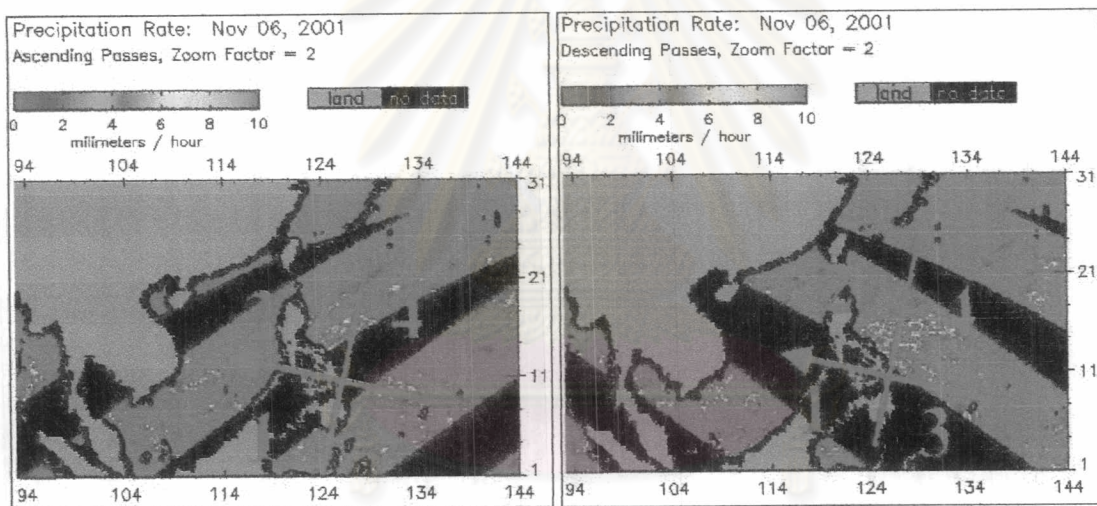 Precipitation Rate: Nov 06, 2001
Ascending Passes, Zoom Factor = 2
land no data
0 2 4 6 8 10
milimeters / hour
94 104 114 124 134 144
31
21
11
1
94 104 114 124 134 144
Precipitation Rate: Nov 06, 2001
Descending Passes, Zoom Factor = 2
land no data
0 2 4 6 8 10
milimeters / hour
94 104 114 124 134 144
31
21
11
1
94 104 114 124 134 144